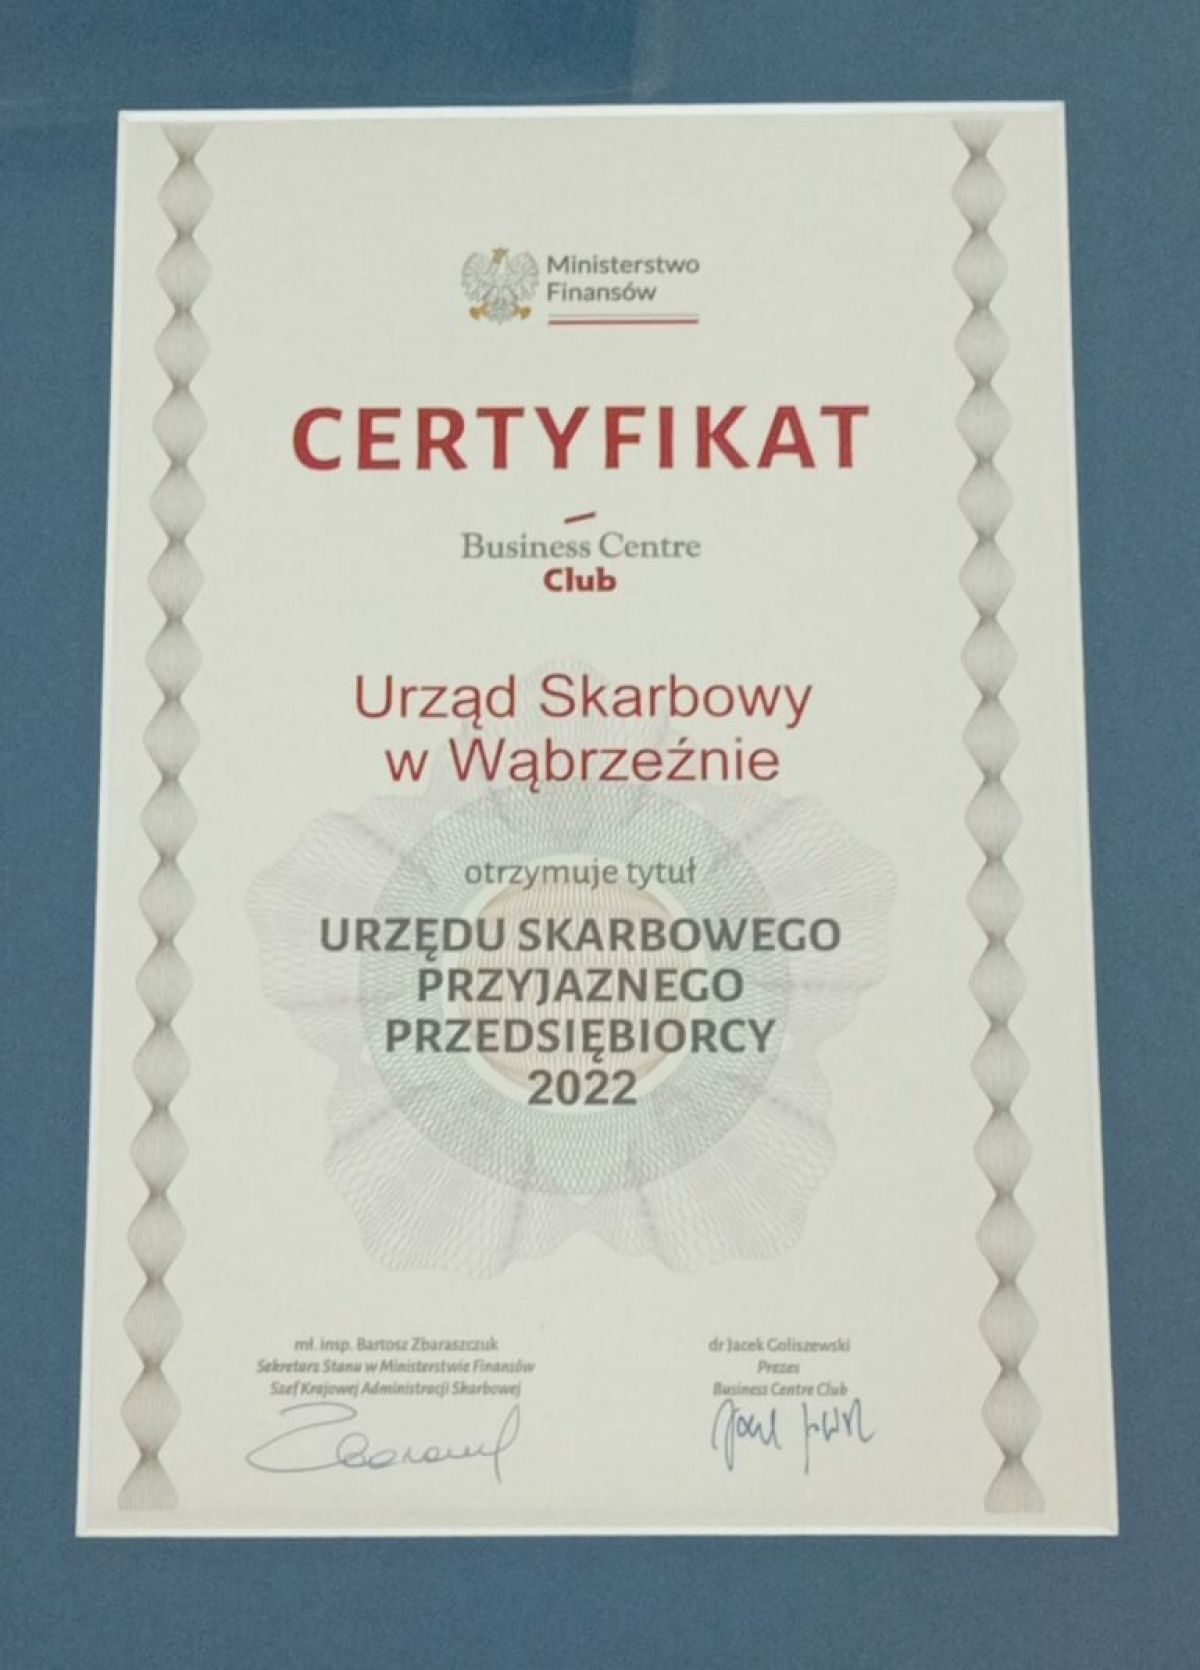 Ministerstwo
Finansów
CERTYFIKAT
Business Centre
Club
Urząd Skarbowy
w Wąbrzeźnie
otrzymuje tytuł
URZĘDU SKARBOWEGO
PRZYJAZNEGO
PRZEDSIĘBIORCY
2022
mł. insp. Bartosz Zbaraszczuk
Sekretarz Stanu w Ministerstwie Finansów
Szef Krajowej Administracji Skarbowej
dr Jacek Goliszewski
Prezes
Business Centre Club